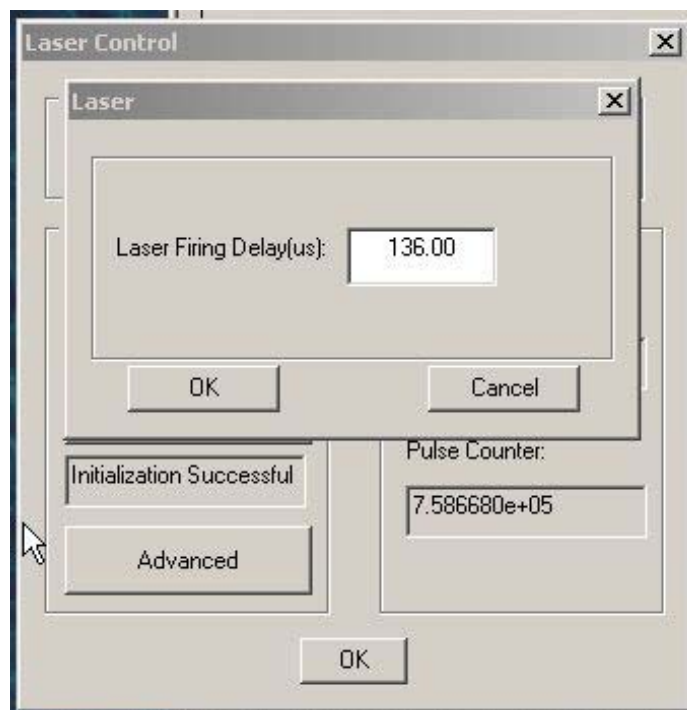 Laser Control
Laser
Laser Firing Delay(us): 136.00
OK Cancel
Pulse Counter:
Initialization Successful
7.586680e+05
Advanced
OK